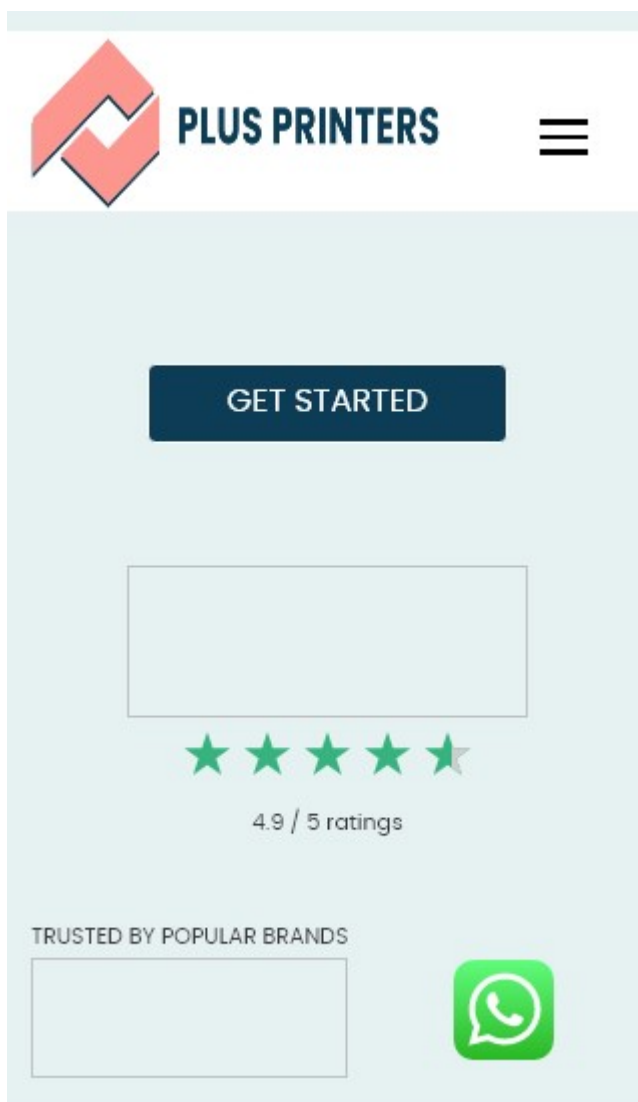 PLUS PRINTERS
GET STARTED
4.9 / 5 ratings
TRUSTED BY POPULAR BRANDS